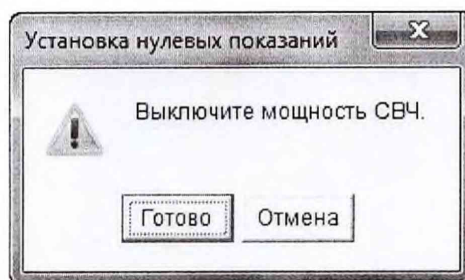 Установка нулевых показаний
Выключите мощность СВЧ.
Готово
Отмена